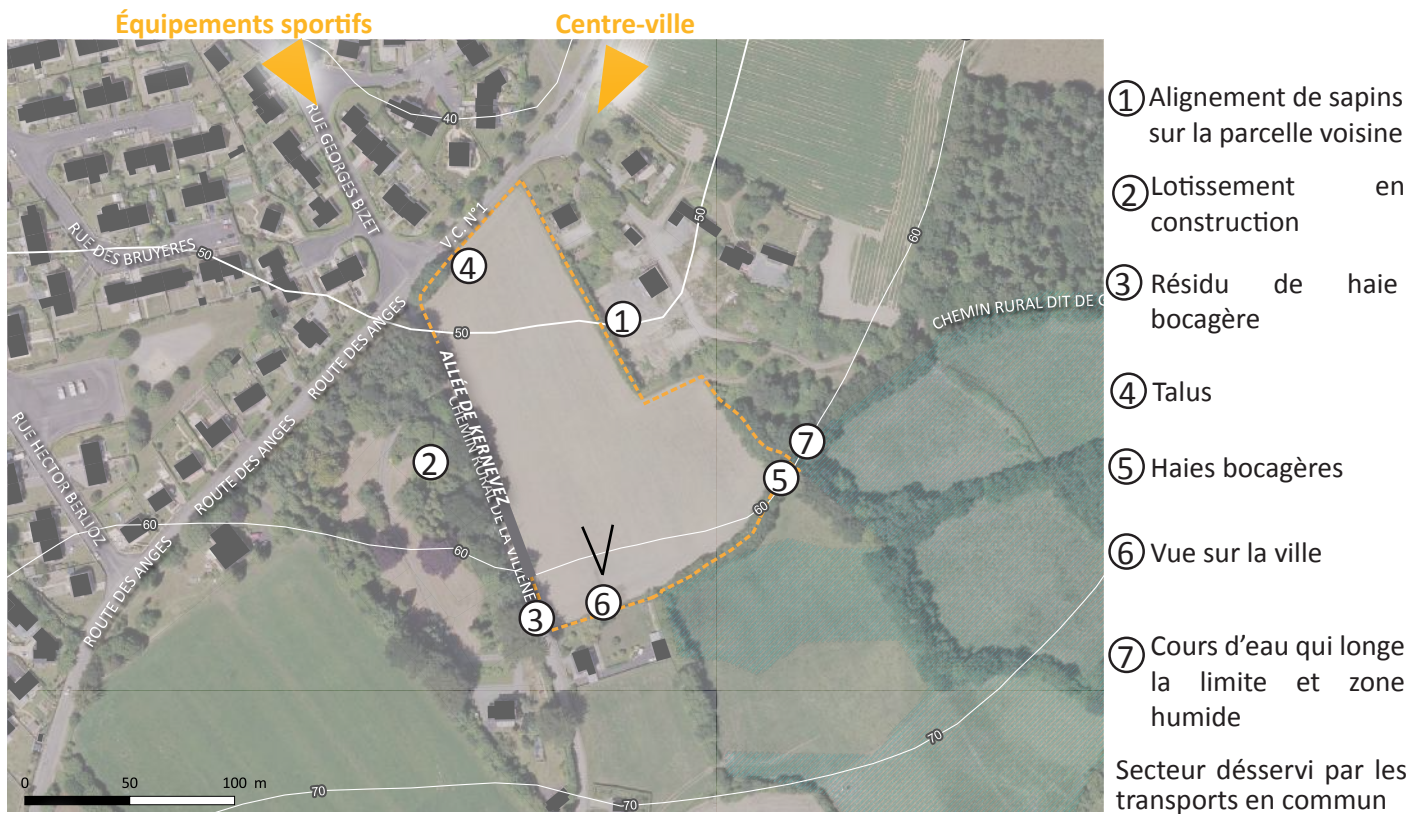 Équipements sportifs
Centre-ville
40
RUE GEORGES BIZET
V.C. N°1
50
RUE DES BRUYERES
50
4
60
1
50
CHEMIN RURAL DIT DE
ROUTE DES ANGES
ALLÉE DE KERNEVEZ
CHEMIN RURAL DE LA VILLENE
RUE HECTOR BERLIOZ
ROUTE DES ANGES
ROUTE DES ANGES
2
7
5
60
60
60
6
3
70
70
70
0 50 100 m
1 Alignement de sapins
sur la parcelle voisine
2 Lotissement en
construction
3 Résidu de haie
bocagère
4 Talus
5 Haies bocagères
6 Vue sur la ville
7 Cours d’eau qui longe
la limite et zone
humide
Secteur désservi par les
transports en commun